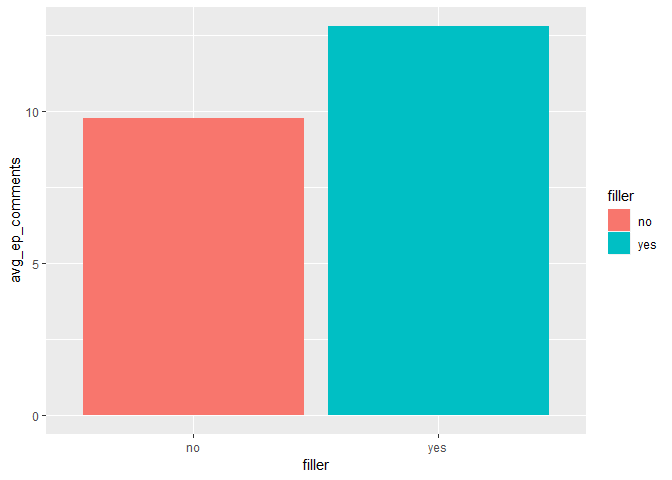 avg_ep_comments
10
5
0
no
yes
filler
filler
no
yes